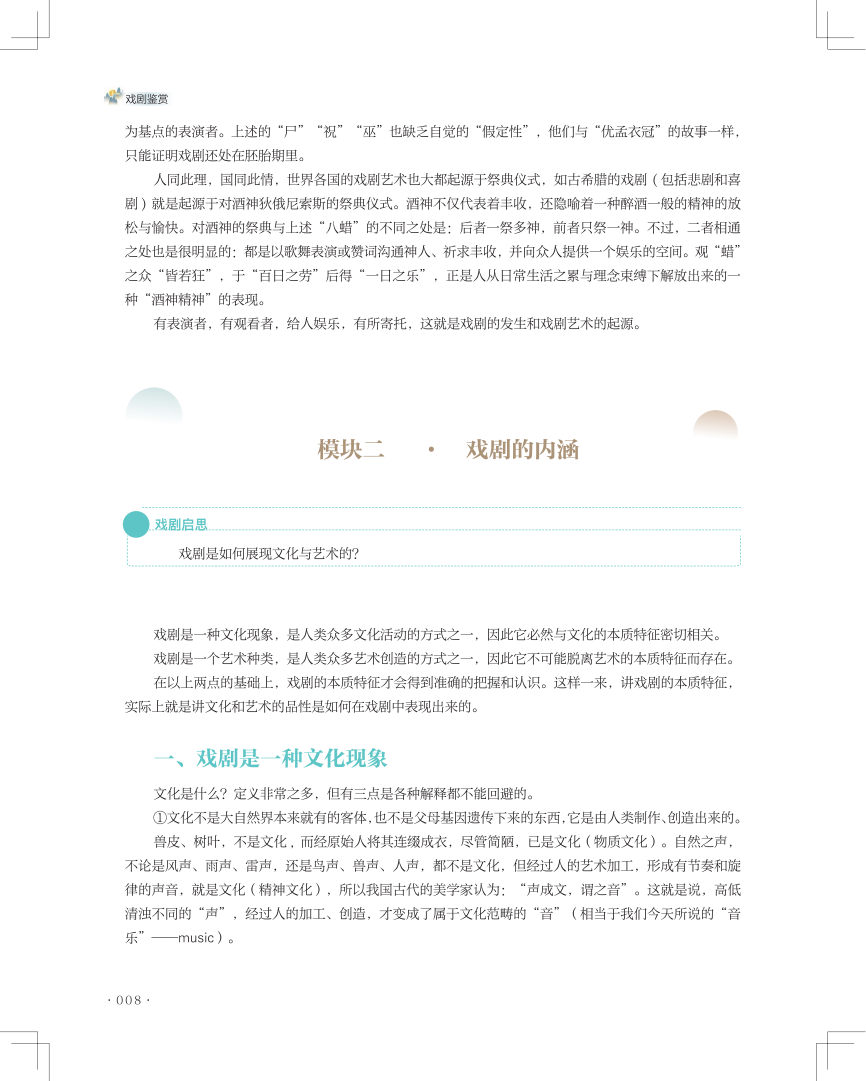 戏剧鉴赏
为基点的表演者。上述的“尸”“祝”“巫”也缺乏自觉的“假定性”，他们与“优孟衣冠”的故事一样，
只能证明戏剧还处在胚胎期里。
人同此理，国同此情，世界各国的戏剧艺术也大都起源于祭典仪式，如古希腊的戏剧（包括悲剧和喜
剧）就是起源于对酒神狄俄尼索斯的祭典仪式。酒神不仅代表着丰收，还隐喻着一种醉酒一般的精神的放
松与愉快。对酒神的祭典与上述“八蜡”的不同之处是：后者一祭多神，前者只祭一神。不过，二者相通
之处也是很明显的：都是以歌舞表演或赞词沟通神人、祈求丰收，并向众人提供一个娱乐的空间。观“蜡”
之众“皆若狂”，于“百日之劳”后得“一日之乐”，正是人从日常生活之累与理念束缚下解放出来的一
种“酒神精神”的表现。
有表演者，有观看者，给人娱乐，有所寄托，这就是戏剧的发生和戏剧艺术的起源。
模块二 · 戏剧的内涵
戏剧启思
戏剧是如何展现文化与艺术的？
戏剧是一种文化现象，是人类众多文化活动的方式之一，因此它必然与文化的本质特征密切相关。
戏剧是一个艺术种类，是人类众多艺术创造的方式之一，因此它不可能脱离艺术的本质特征而存在。
在以上两点的基础上，戏剧的本质特征才会得到准确的把握和认识。这样一来，讲戏剧的本质特征，
实际上就是讲文化和艺术的品性是如何在戏剧中表现出来的。
一、戏剧是一种文化现象
文化是什么？定义非常之多，但有三点是各种解释都不能回避的。
①文化不是大自然界本来就有的客体，也不是父母基因遗传下来的东西，它是由人类制作、创造出来的。
兽皮、树叶，不是文化，而经原始人将其连缀成衣，尽管简陋，已是文化（物质文化）。自然之声，
不论是风声、雨声、雷声，还是鸟声、兽声、人声，都不是文化，但经过人的艺术加工，形成有节奏和旋
律的声音，就是文化（精神文化），所以我国古代的美学家认为：“声成文，谓之音”。这就是说，高低
清浊不同的“声”，经过人的加工、创造，才变成了属于文化范畴的“音”（相当于我们今天所说的“音
乐”——music）。
·008·